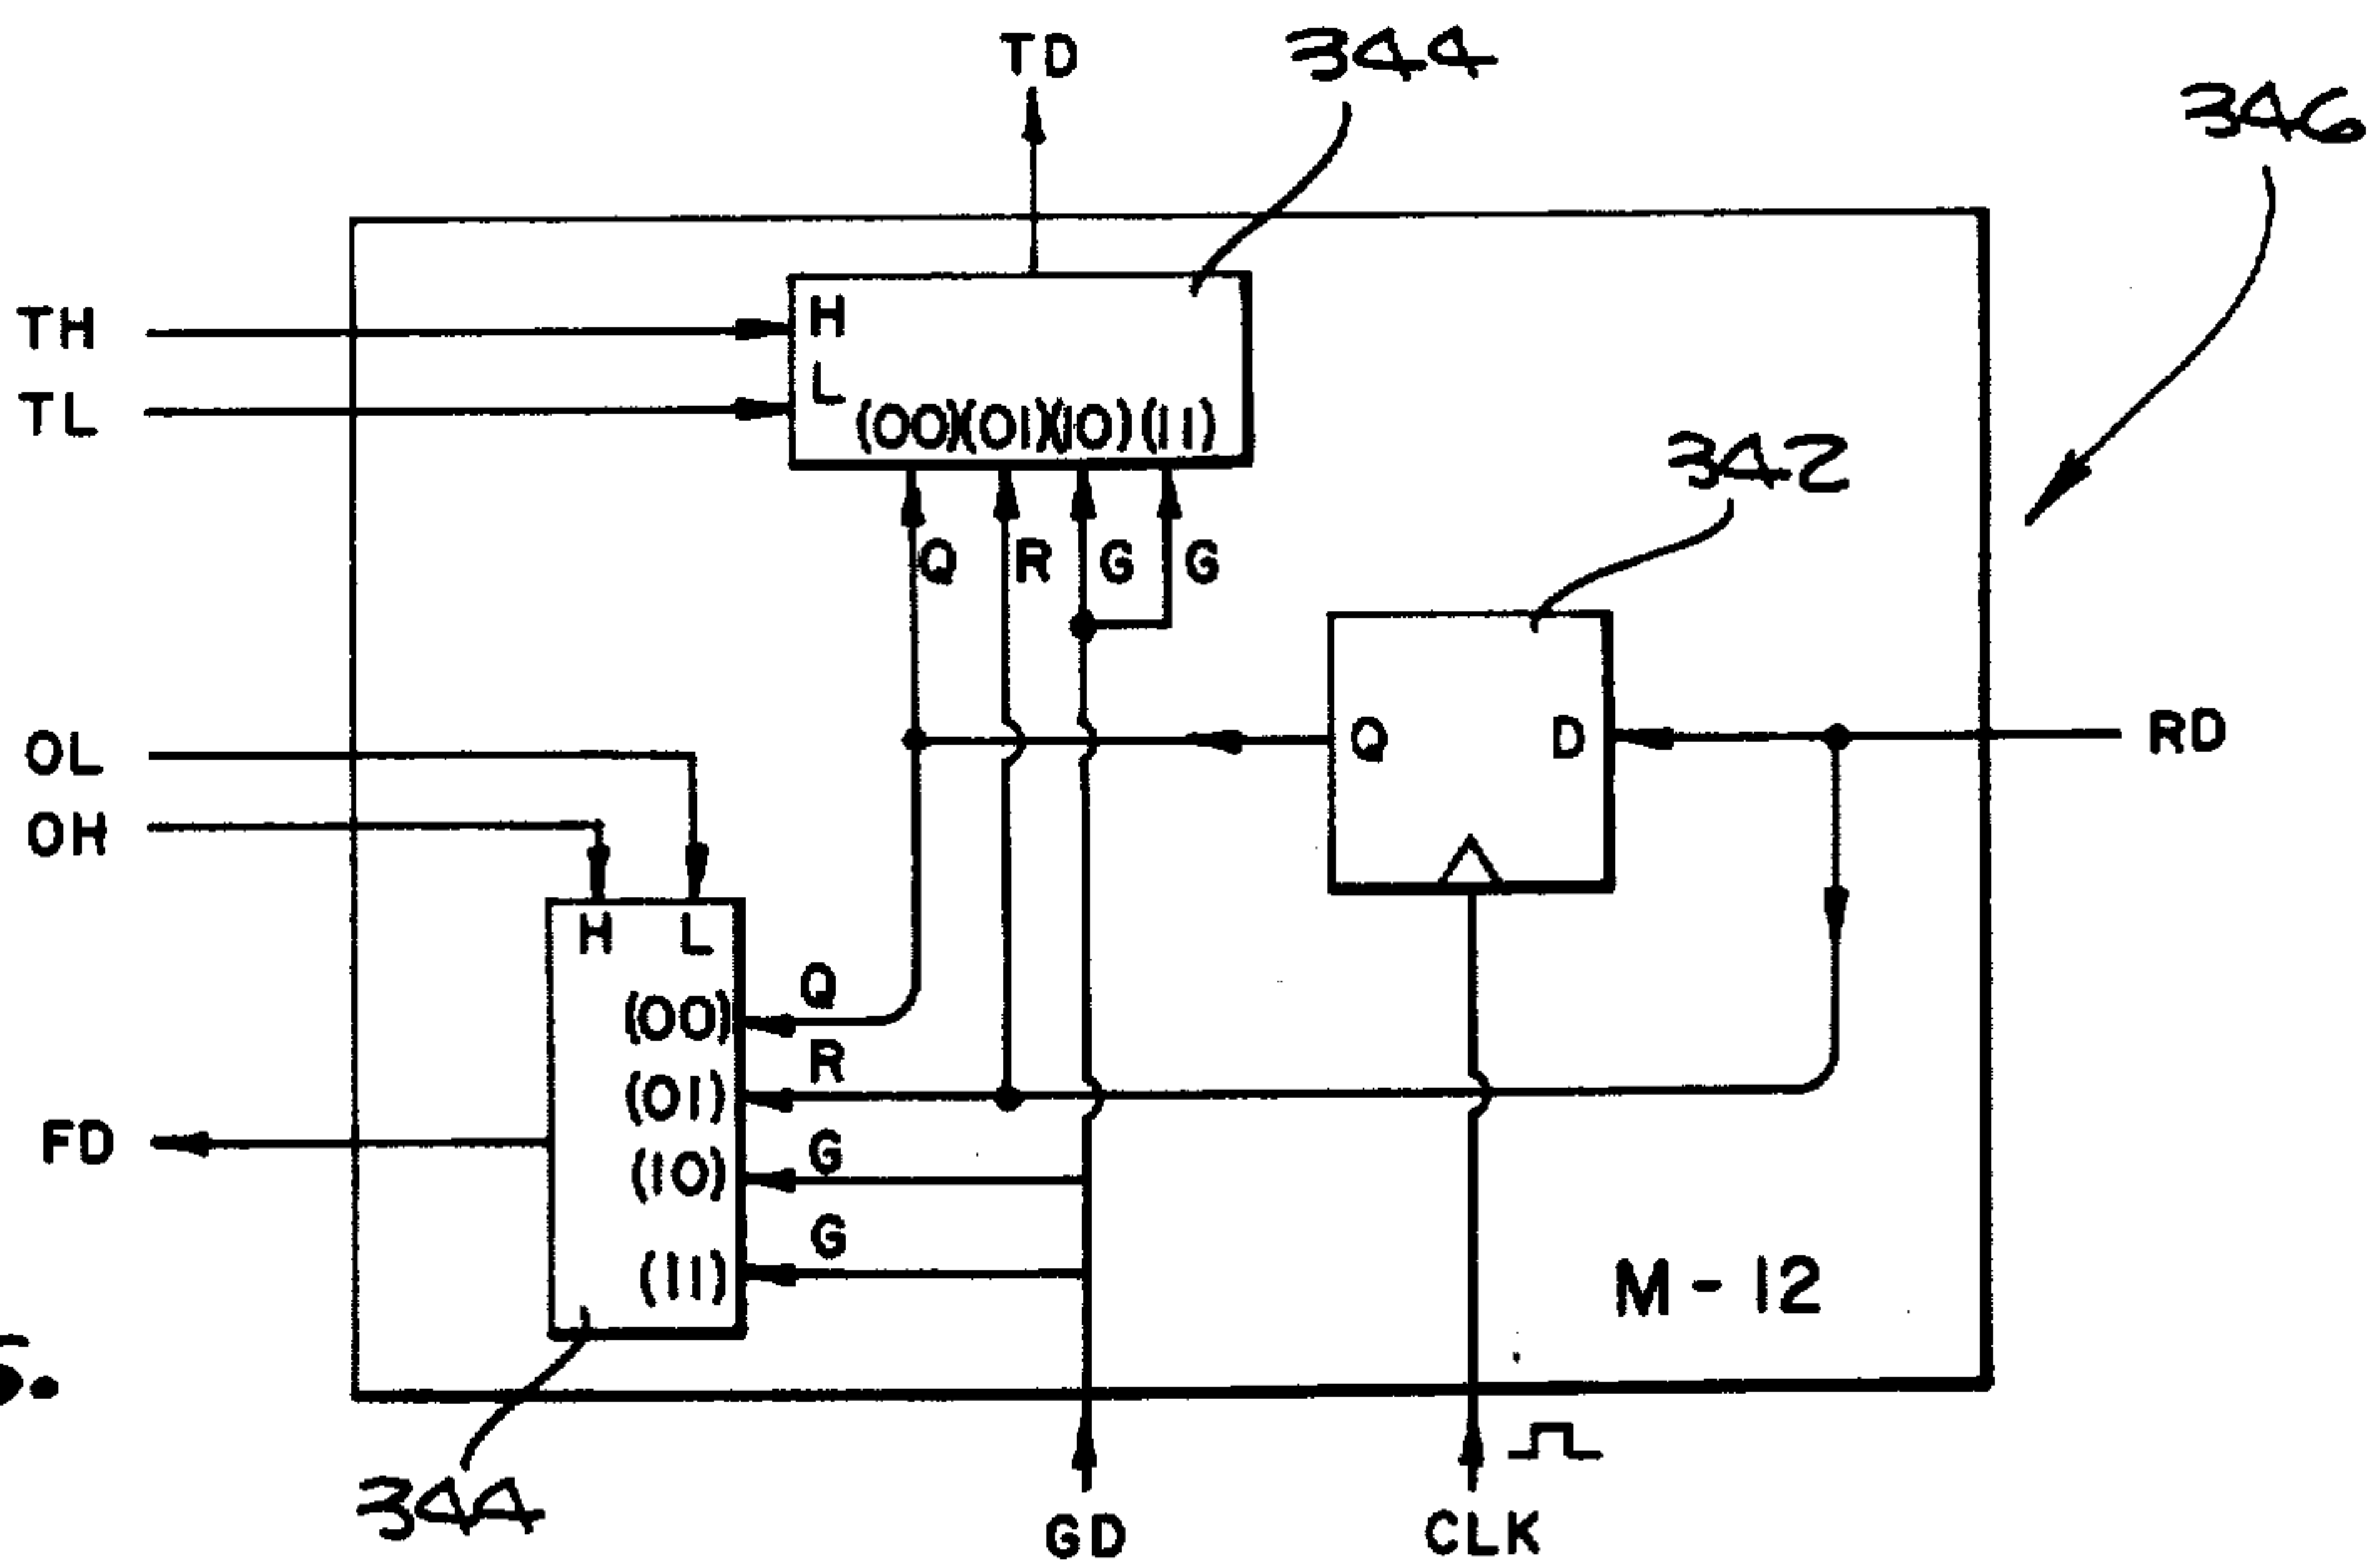 TD
344
346
TH
H
TL
L
(00)(01)(10)(11)
342
Q R G G
OL
Q D
RD
OH
H L
Q
(00)
R
(01)
FD
G
(10)
G
(11)
M-12
344
GD
CLK